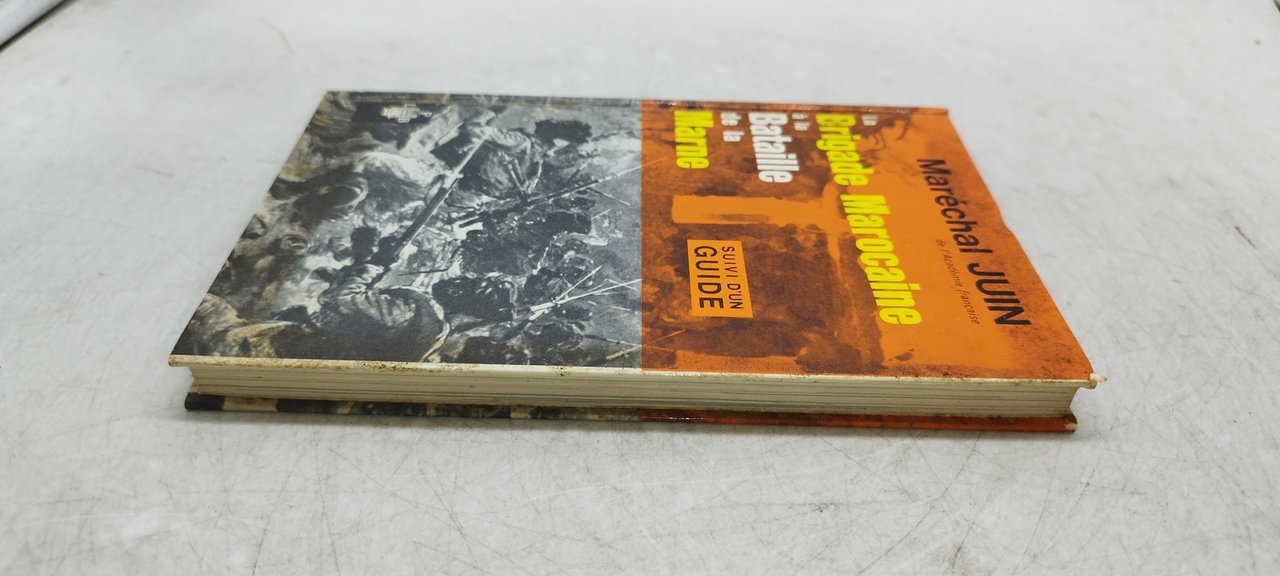 Maréchal JUIN
de l'Académie française
La
Brigade Marocaine
à la
Bataille
de la
Marne
SUIVI D'UN
GUIDE